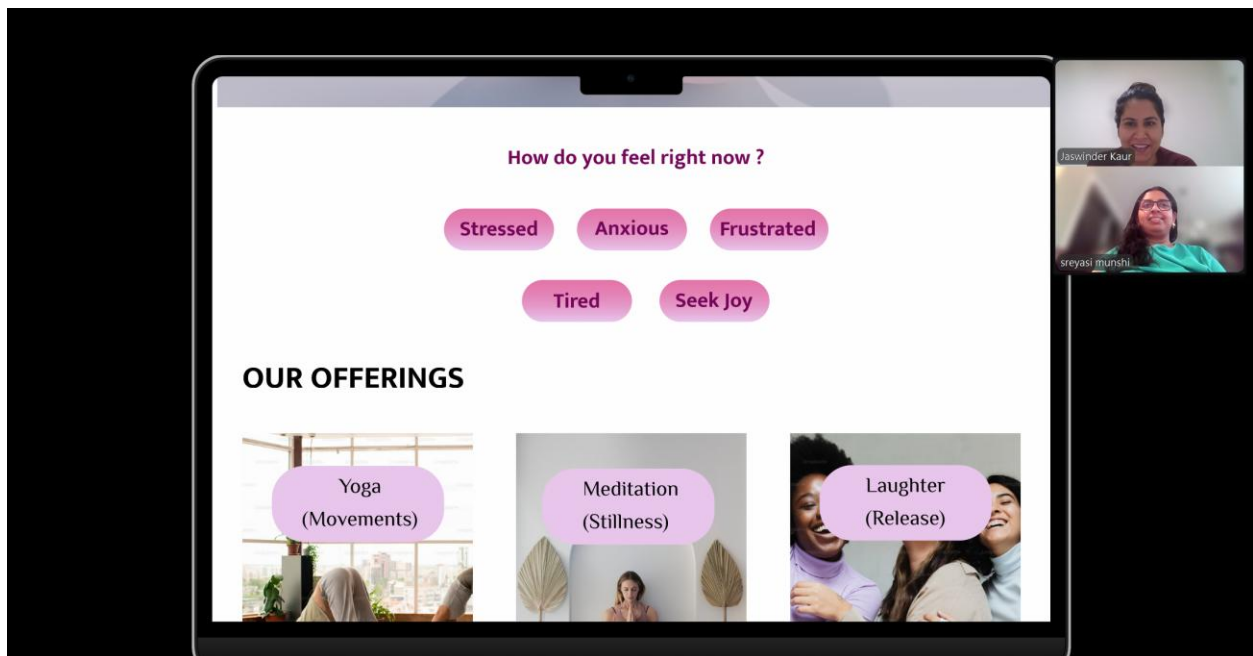 How do you feel right now ?
Stressed
Anxious
Frustrated
Tired
Seek Joy
OUR OFFERINGS
Yoga
(Movements)
Meditation
(Stillness)
Laughter
(Release)
Jaswinder Kaur
sreyasi munshi